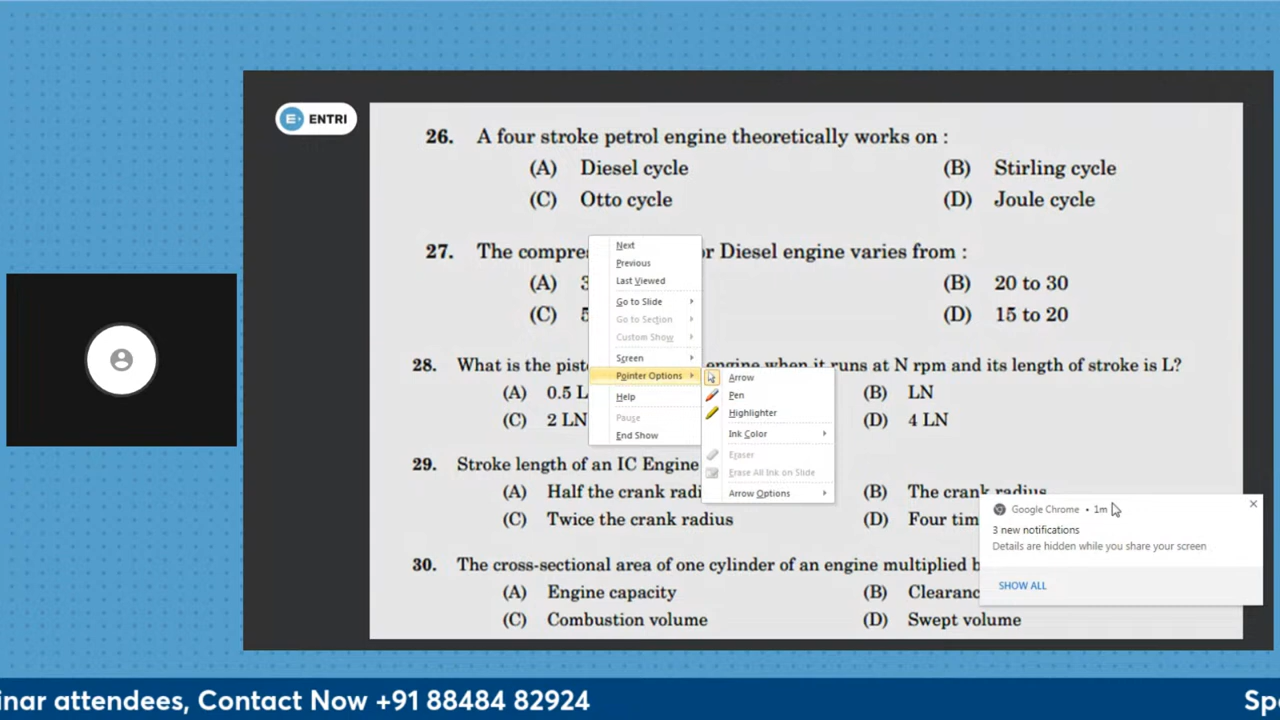 E· ENTRI
26. A four stroke petrol engine theoretically works on :
(A) Diesel cycle (B) Stirling cycle
(C) Otto cycle (D) Joule cycle
27. The compres or Diesel engine varies from :
(A) 3 (B) 20 to 30
(C) 5 (D) 15 to 20
28. What is the pisto engine when it runs at N rpm and its length of stroke is L?
(A) 0.5 L (B) LN
(C) 2 LN (D) 4 LN
29. Stroke length of an IC Engine
(A) Half the crank radi (B) The crank radius
(C) Twice the crank radius (D) Four tim
30. The cross-sectional area of one cylinder of an engine multiplied b
(A) Engine capacity (B) Clearanc
(C) Combustion volume (D) Swept volume
Next
Previous
Last Viewed
Go to Slide
Go to Section
Custom Show
Screen
Pointer Options
Help
Pause
End Show
Arrow
Pen
Highlighter
Ink Color
Eraser
Erase All Ink on Slide
Arrow Options
Google Chrome • 1m
3 new notifications
Details are hidden while you share your screen
SHOW ALL
inar attendees, Contact Now +91 88484 82924 Spe